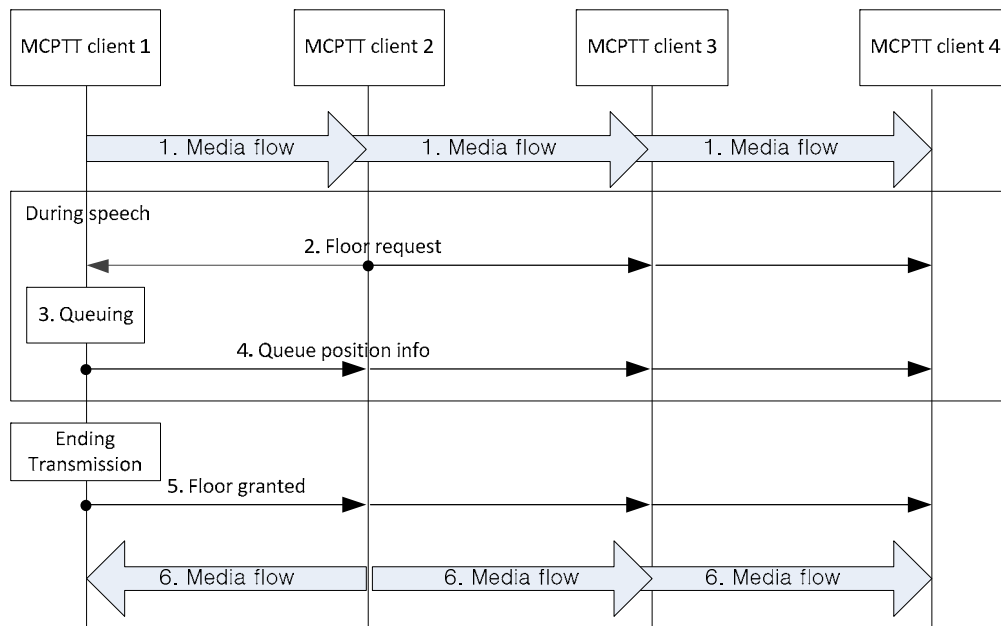 MCPTT client 1
MCPTT client 2
MCPTT client 3
MCPTT client 4
1. Media flow
1. Media flow
1. Media flow
During speech
2. Floor request
3. Queuing
4. Queue position info
Ending
Transmission
5. Floor granted
6. Media flow
6. Media flow
6. Media flow